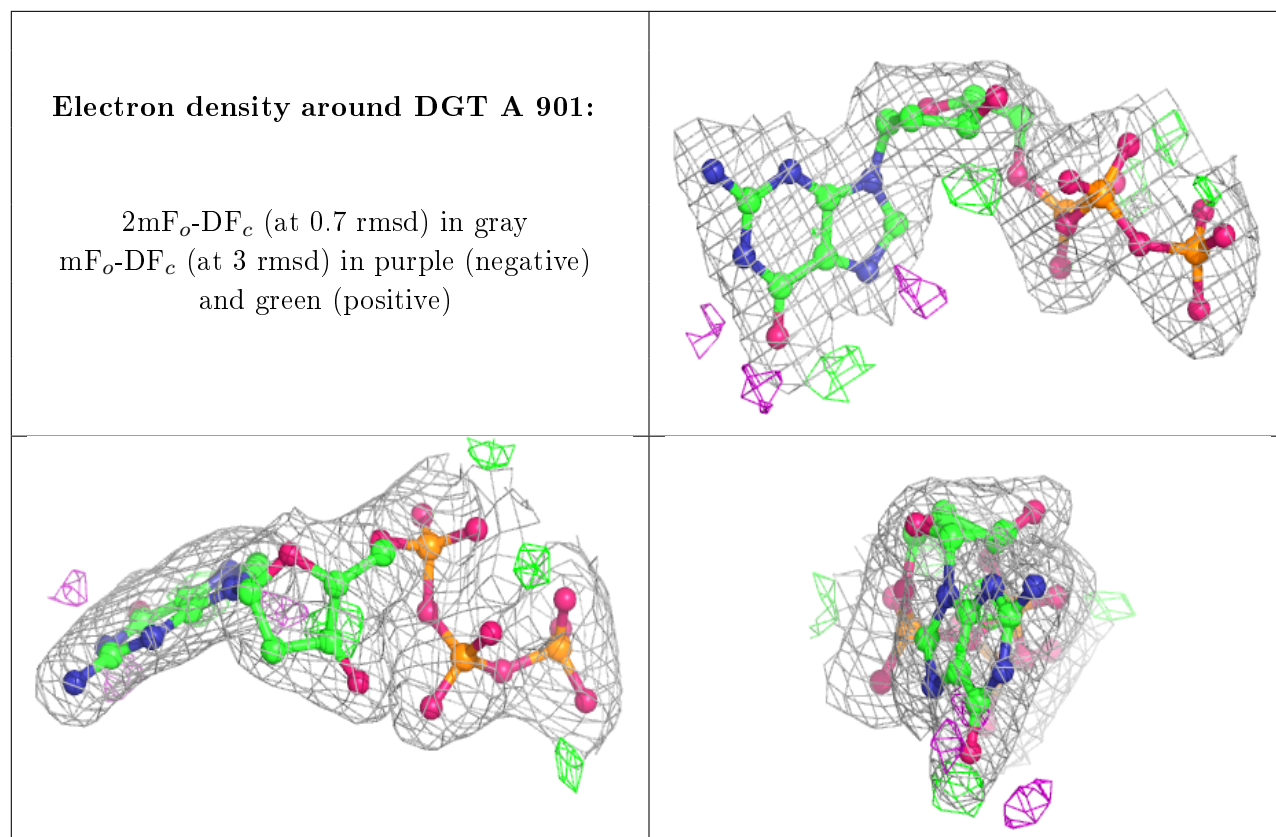 Electron density around DGT A 901:
2mFo-DFc (at 0.7 rmsd) in gray
mFo-DFc (at 3 rmsd) in purple (negative)
and green (positive)